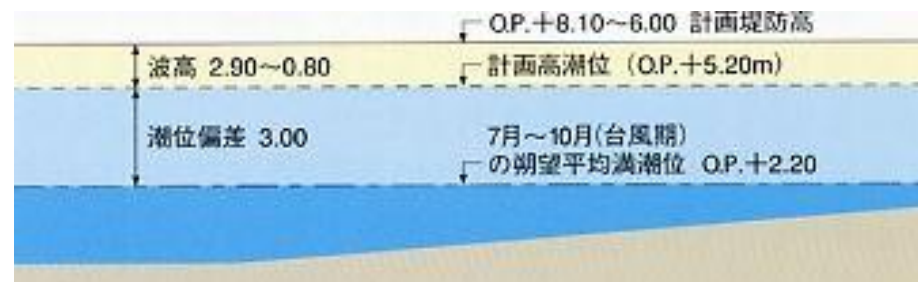 O.P.+8.10～6.00 計画堤防高
波高 2.90～0.80
計画高潮位（O.P.+5.20m）
潮位偏差 3.00
7月～10月(台風期)
の朔望平均満潮位 O.P.+2.20